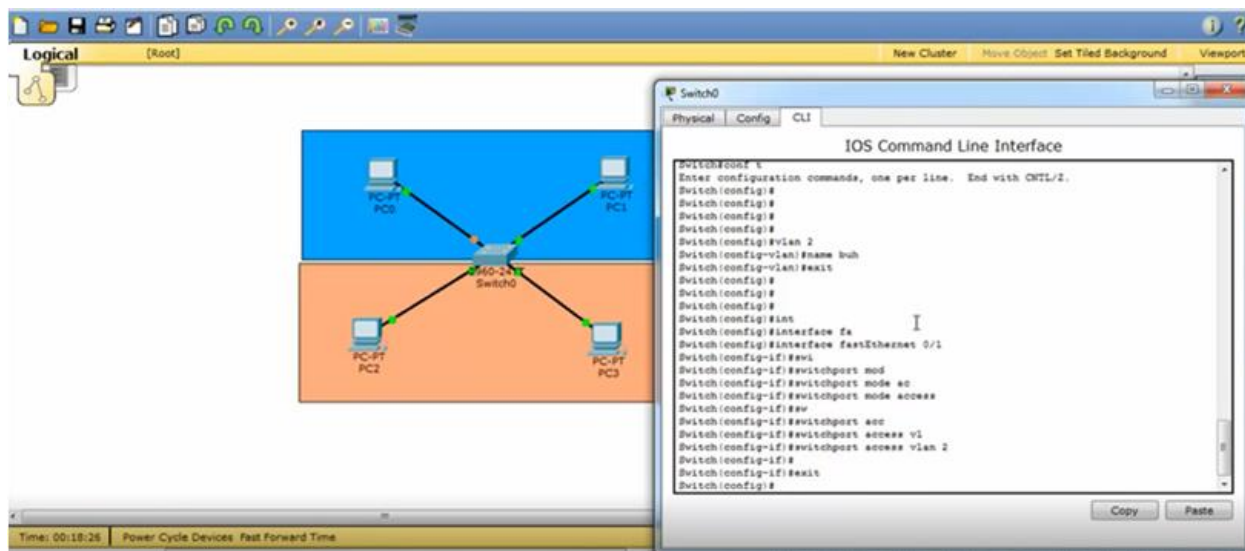 Logical
[Root]
New Cluster
Move Object
Set Tiled Background
Viewport
Switch0
Physical
Config
CLI
IOS Command Line Interface
Switch#conf t
Enter configuration commands, one per line. End with CNTL/Z.
Switch(config)#
Switch(config)#
Switch(config)#
Switch(config)#
Switch(config)#vlan 2
Switch(config-vlan)#name buh
Switch(config-vlan)#exit
Switch(config)#
Switch(config)#
Switch(config)#
Switch(config)#int
Switch(config)#interface fa
Switch(config)#interface fastEthernet 0/1
Switch(config-if)#swi
Switch(config-if)#switchport mod
Switch(config-if)#switchport mode ac
Switch(config-if)#switchport mode access
Switch(config-if)#sw
Switch(config-if)#switchport acc
Switch(config-if)#switchport access vl
Switch(config-if)#switchport access vlan 2
Switch(config-if)#
Switch(config-if)#exit
Switch(config)#
Copy
Paste
PC-PT
PC0
PC-PT
PC1
Switch0
PC-PT
PC2
PC-PT
PC3
Time: 00:18:26
Power Cycle Devices
Fast Forward Time